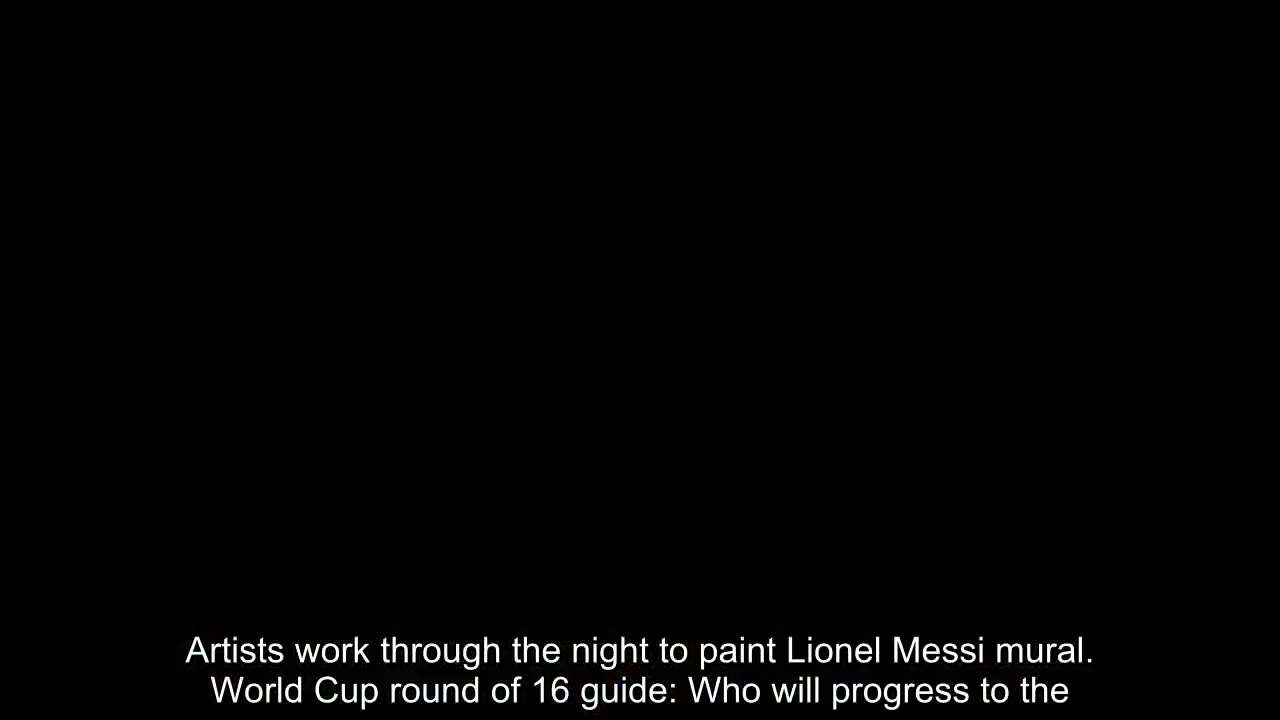 Artists work through the night to paint Lionel Messi mural.
World Cup round of 16 guide: Who will progress to the